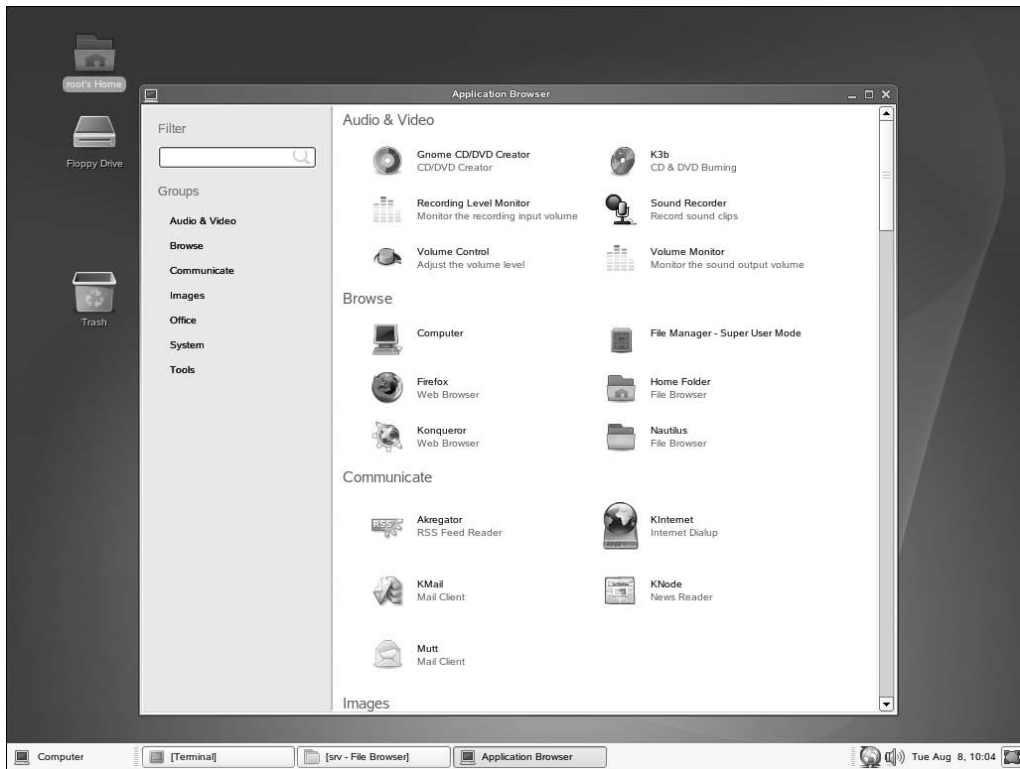 root's Home
Floppy Drive
Trash
Application Browser
Filter
Groups
Audio & Video
Browse
Communicate
Images
Office
System
Tools
Audio & Video
Gnome CD/DVD Creator
CD/DVD Creator
K3b
CD & DVD Burning
Recording Level Monitor
Monitor the recording input volume
Sound Recorder
Record sound clips
Volume Control
Adjust the volume level
Volume Monitor
Monitor the sound output volume
Browse
Computer
File Manager - Super User Mode
Firefox
Web Browser
Home Folder
File Browser
Konqueror
Web Browser
Nautilus
File Browser
Communicate
Akregator
RSS Feed Reader
KInternet
Internet Dialup
KMail
Mail Client
KNode
News Reader
Mutt
Mail Client
Images
Computer
[Terminal]
[srv - File Browser]
Application Browser
Tue Aug 8, 10:04